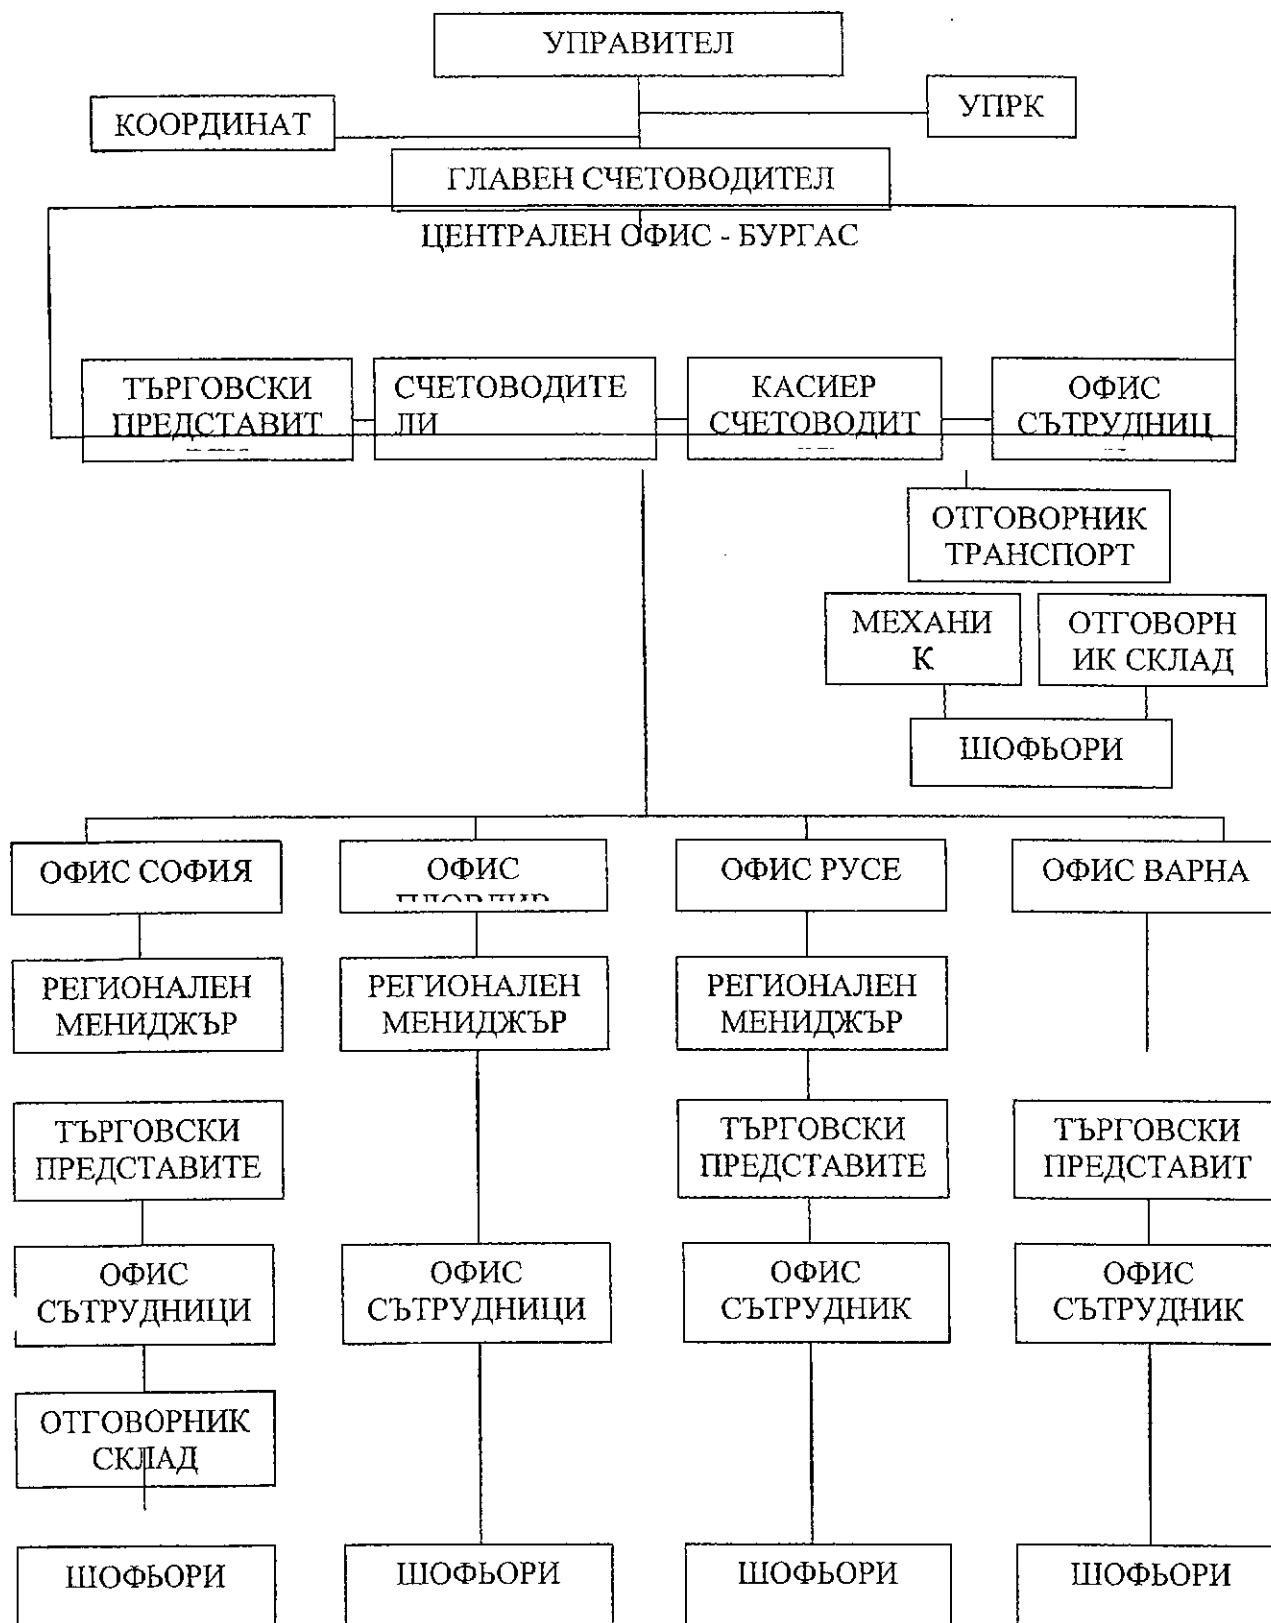 УПРАВИТЕЛ
КООРДИНАТ
УПРК
ГЛАВЕН СЧЕТОВОДИТЕЛ
ЦЕНТРАЛЕН ОФИС - БУРГАС
ТЪРГОВСКИ
ПРЕДСТАВИТ
СЧЕТОВОДИТЕ
ЛИ
КАСИЕР
СЧЕТОВОДИТ
ОФИС
СЪТРУДНИЦ
ОТГОВОРНИК
ТРАНСПОРТ
МЕХАНИ
К
ОТГОВОРН
ИК СКЛАД
ШОФЬОРИ
ОФИС СОФИЯ
ОФИС
ПЛОВДИВ
ОФИС РУСЕ
ОФИС ВАРНА
РЕГИОНАЛЕН
МЕНИДЖЪР
РЕГИОНАЛЕН
МЕНИДЖЪР
РЕГИОНАЛЕН
МЕНИДЖЪР
ТЪРГОВСКИ
ПРЕДСТАВИТЕ
ТЪРГОВСКИ
ПРЕДСТАВИТЕ
ТЪРГОВСКИ
ПРЕДСТАВИТ
ОФИС
СЪТРУДНИЦИ
ОФИС
СЪТРУДНИЦИ
ОФИС
СЪТРУДНИК
ОФИС
СЪТРУДНИК
ОТГОВОРНИК
СКЛАД
ШОФЬОРИ
ШОФЬОРИ
ШОФЬОРИ
ШОФЬОРИ